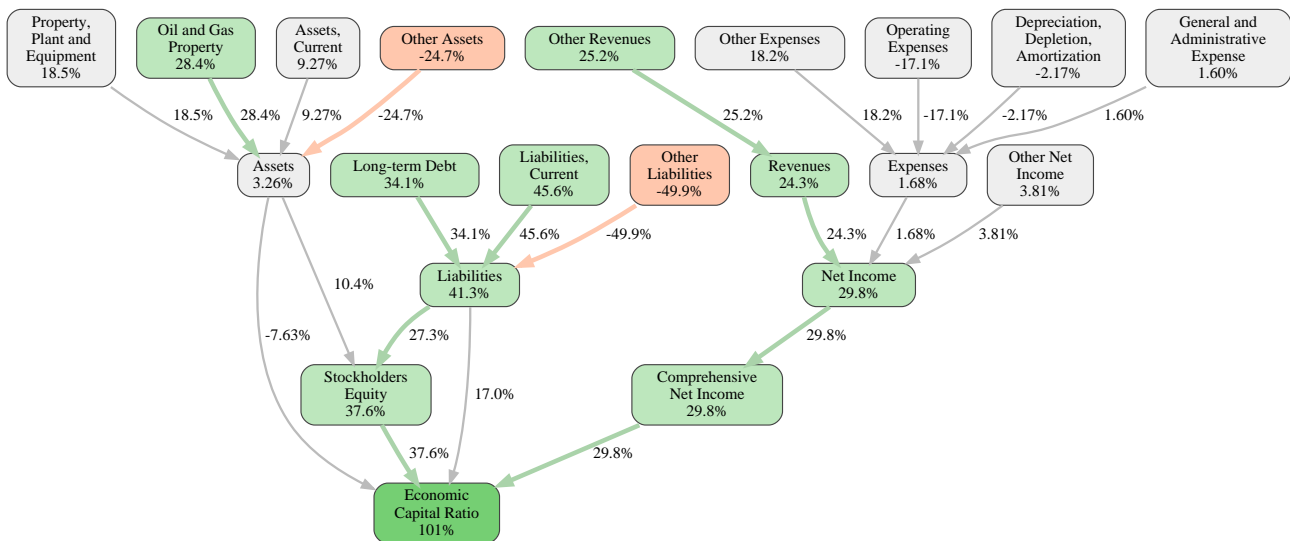 Property,
Plant and
Equipment
18.5%
Oil and Gas
Property
28.4%
Assets,
Current
9.27%
Other Assets
-24.7%
Other Revenues
25.2%
Other Expenses
18.2%
Operating
Expenses
-17.1%
Depreciation,
Depletion,
Amortization
-2.17%
General and
Administrative
Expense
1.60%
18.5%
28.4%
9.27%
-24.7%
25.2%
18.2%
-17.1%
-2.17%
1.60%
Assets
3.26%
Long-term Debt
34.1%
Liabilities,
Current
45.6%
Other
Liabilities
-49.9%
Revenues
24.3%
Expenses
1.68%
Other Net
Income
3.81%
34.1%
45.6%
-49.9%
24.3%
1.68%
3.81%
Liabilities
41.3%
Net Income
29.8%
10.4%
-7.63%
27.3%
29.8%
Stockholders
Equity
37.6%
17.0%
Comprehensive
Net Income
29.8%
37.6%
29.8%
Economic
Capital Ratio
101%